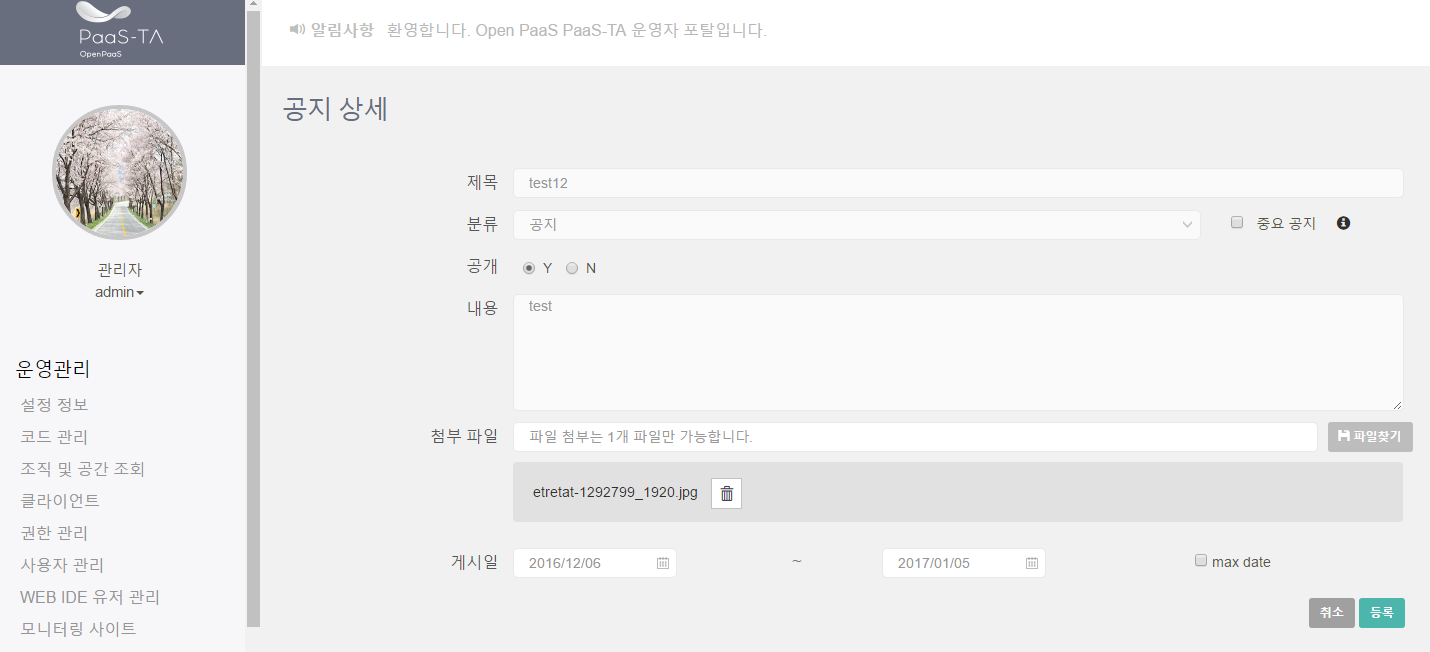 PaaS-TA
OpenPaaS
관리자
admin
운영관리
설정 정보
코드 관리
조직 및 공간 조회
클라이언트
권한 관리
사용자 관리
WEB IDE 유저 관리
모니터링 사이트
알림사항 환영합니다. Open PaaS PaaS-TA 운영자 포탈입니다.
공지 상세
제목 test12
분류 공지 중요 공지
공개 Y N
내용 test
첨부 파일 파일 첨부는 1개 파일만 가능합니다. 파일찾기
etretat-1292799_1920.jpg
게시일 2016/12/06 ~ 2017/01/05 max date
취소 등록